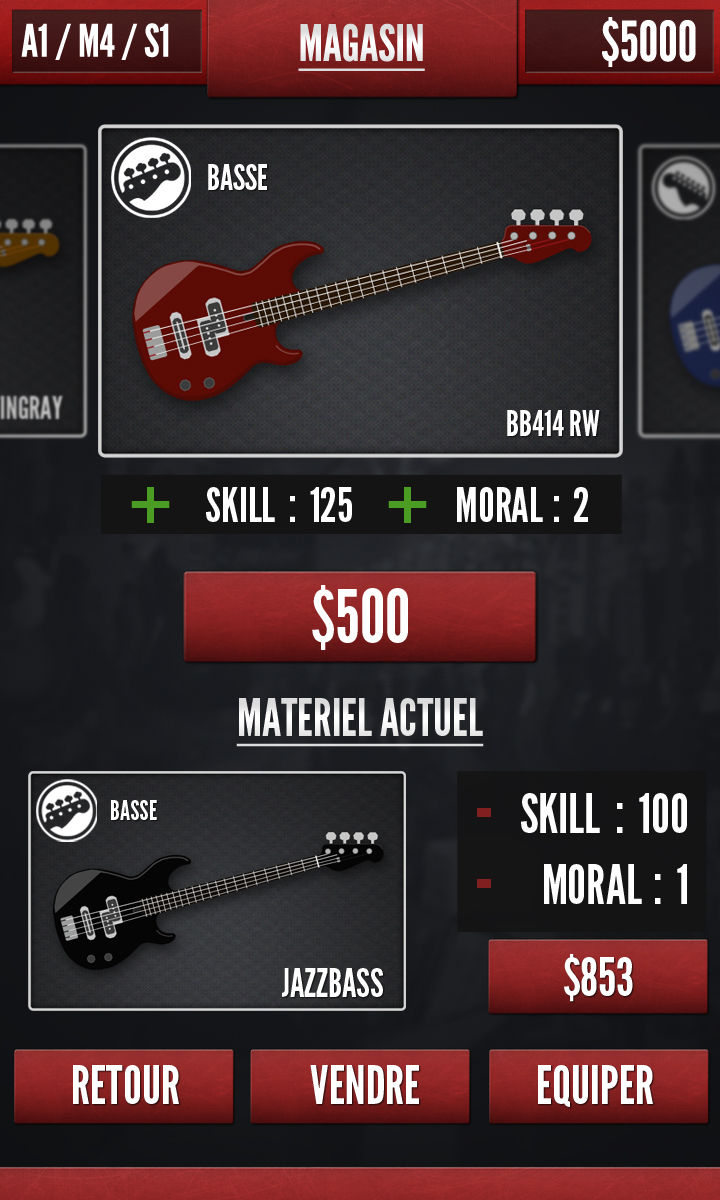 A1 / M4 / S1
MAGASIN
$5000
BASSE
INGRAY
BB414 RW
+ SKILL : 125 + MORAL : 2
$500
MATERIEL ACTUEL
BASSE
JAZZBASS
- SKILL : 100
- MORAL : 1
$853
RETOUR
VENDRE
EQUIPER